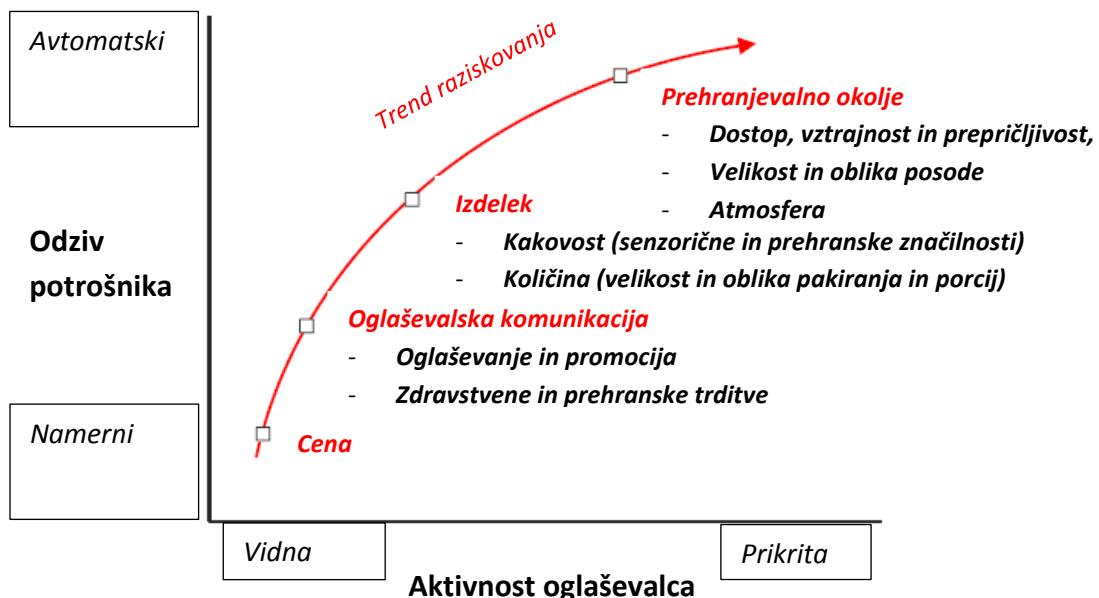 Avtomatski
Trend raziskovanja
Prehranjevalno okolje
- Dostop, vztrajnost in prepričljivost,
- Velikost in oblika posode
- Atmosfera
Izdelek
- Kakovost (senzorične in prehranske značilnosti)
- Količina (velikost in oblika pakiranja in porcij)
Odziv
potrošnika
Oglaševalska komunikacija
- Oglaševanje in promocija
- Zdravstvene in prehranske trditve
Namerni
Cena
Vidna
Prikrita
Aktivnost oglaševalca